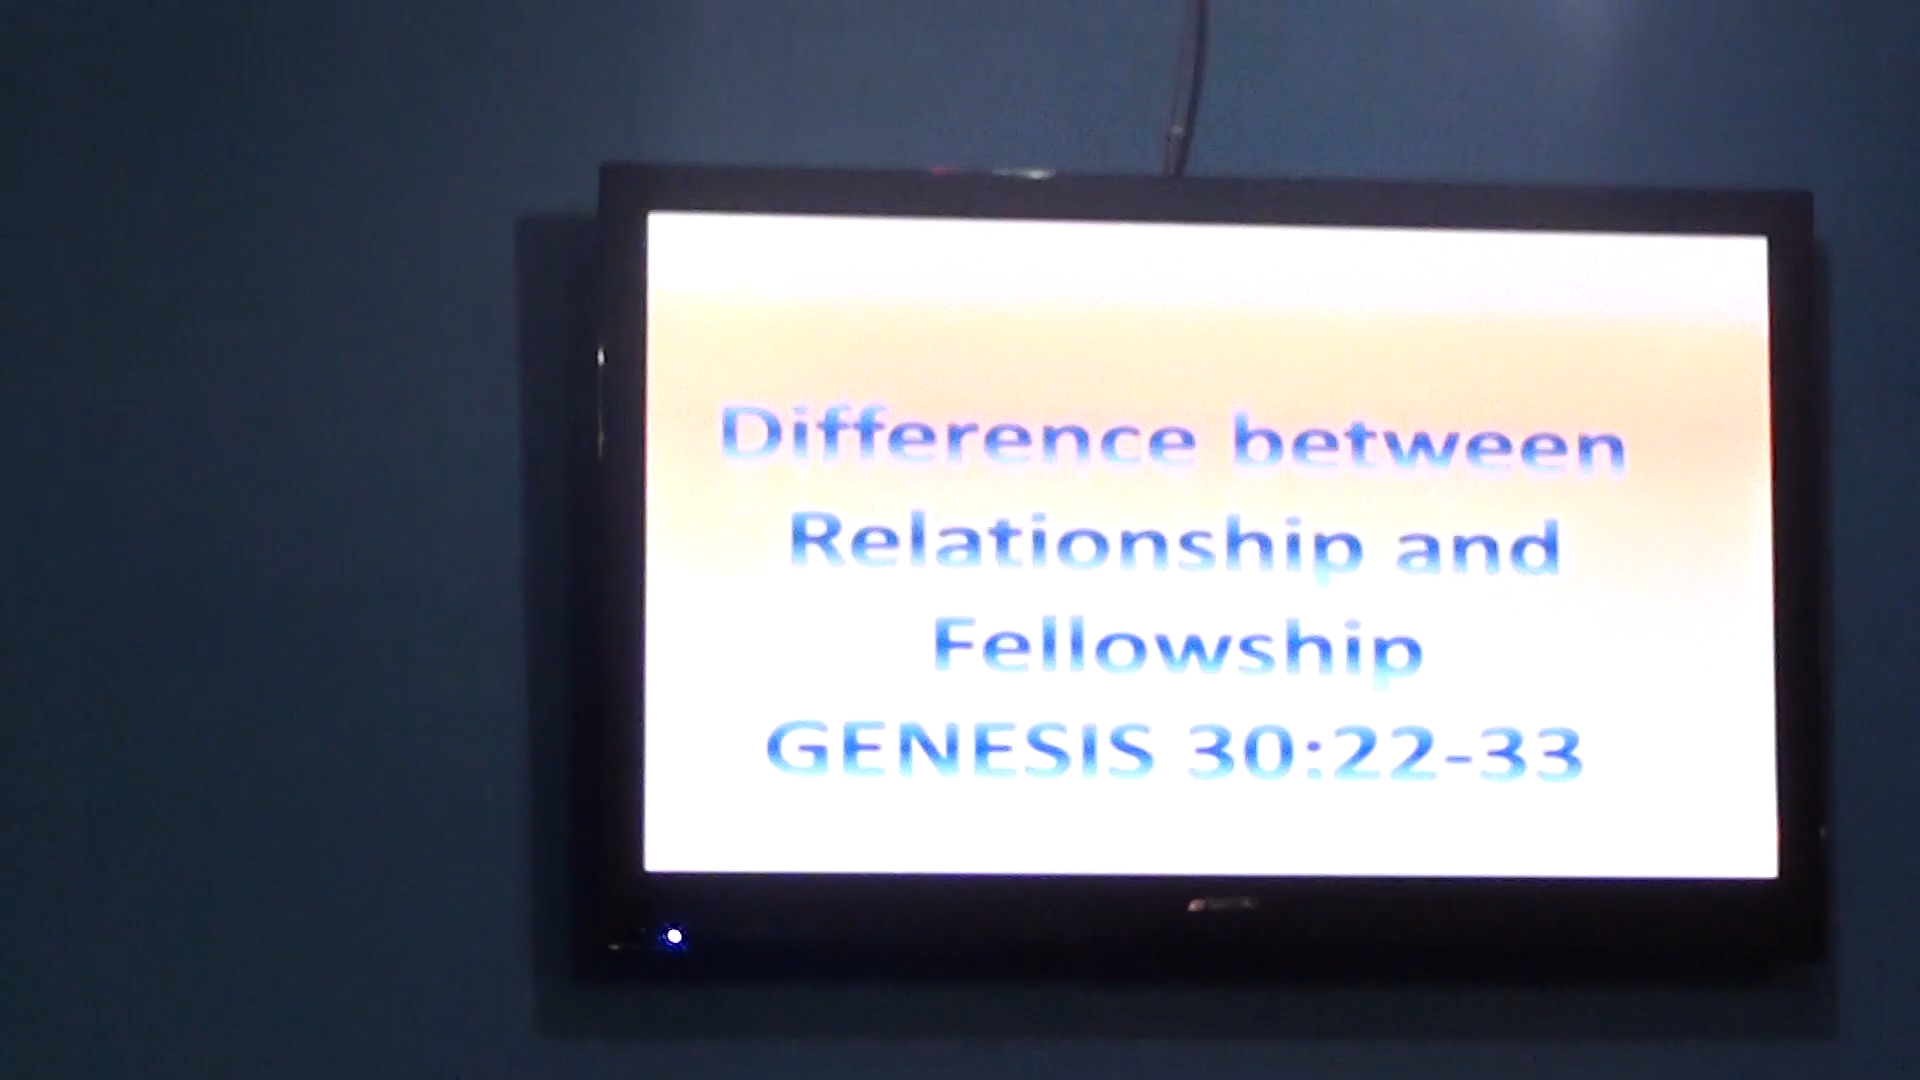 Difference between
Relationship and
Fellowship
GENESIS 30:22-33